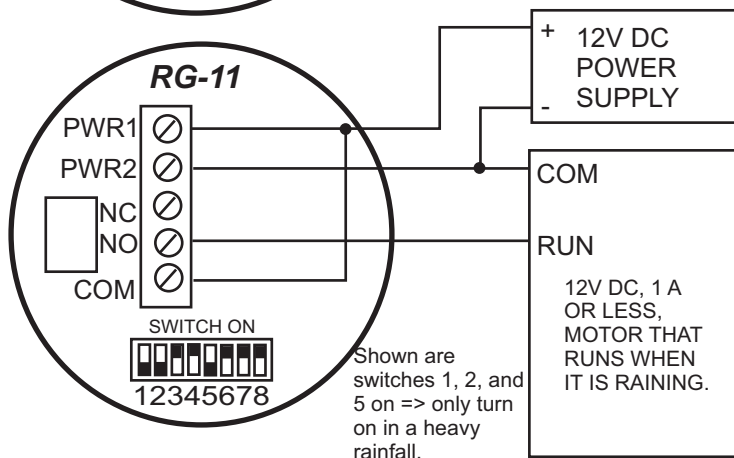 RG-11
PWR1
PWR2
NC
NO
COM
SWITCH ON
12345678
Shown are
switches 1, 2, and
5 on => only turn
on in a heavy
rainfall.
+
12V DC
POWER
-
SUPPLY
COM
RUN
12V DC, 1 A
OR LESS,
MOTOR THAT
RUNS WHEN
IT IS RAINING.